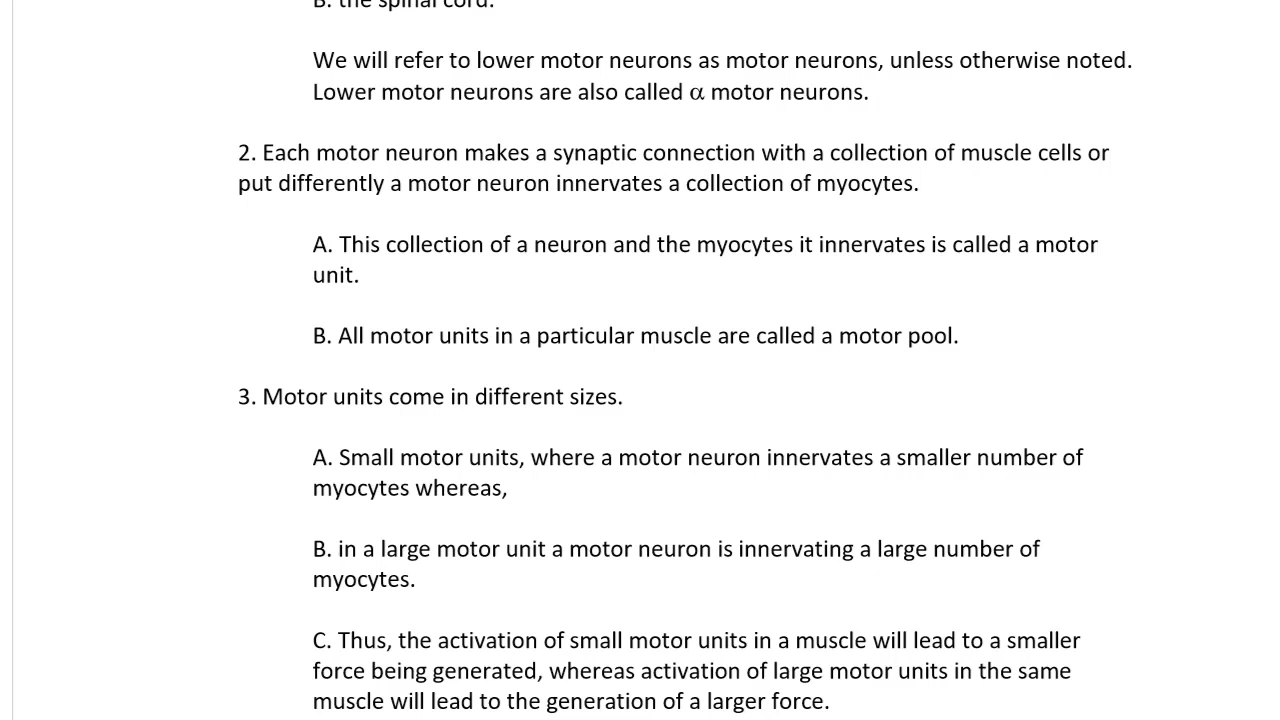 B. the spinal cord.
We will refer to lower motor neurons as motor neurons, unless otherwise noted.
Lower motor neurons are also called α motor neurons.
2. Each motor neuron makes a synaptic connection with a collection of muscle cells or
put differently a motor neuron innervates a collection of myocytes.
A. This collection of a neuron and the myocytes it innervates is called a motor
unit.
B. All motor units in a particular muscle are called a motor pool.
3. Motor units come in different sizes.
A. Small motor units, where a motor neuron innervates a smaller number of
myocytes whereas,
B. in a large motor unit a motor neuron is innervating a large number of
myocytes.
C. Thus, the activation of small motor units in a muscle will lead to a smaller
force being generated, whereas activation of large motor units in the same
muscle will lead to the generation of a larger force.